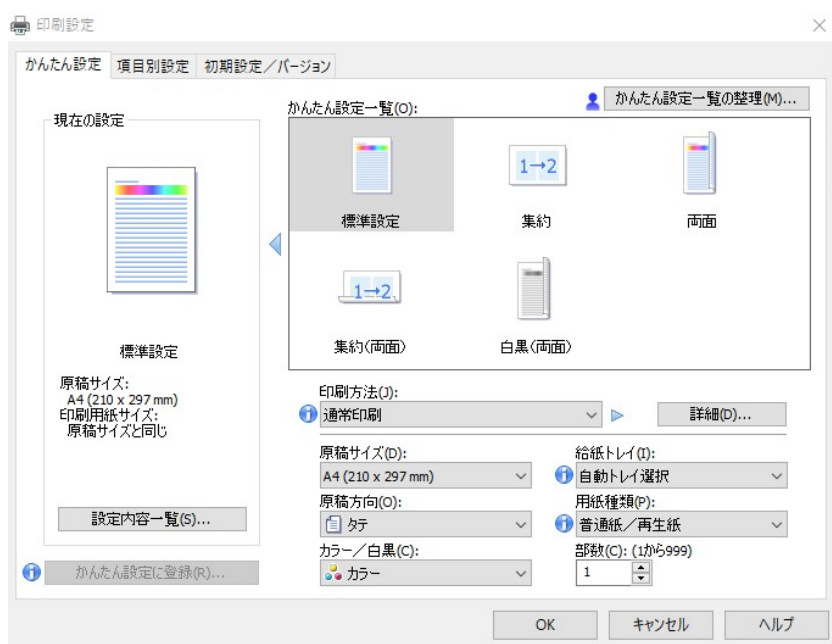 印刷設定
かんたん設定 項目別設定 初期設定／バージョン
現在の設定
標準設定
原稿サイズ:
A4 (210 x 297 mm)
印刷用紙サイズ:
原稿サイズと同じ
設定内容一覧(S)...
かんたん設定に登録(R)...
かんたん設定一覧(O):
かんたん設定一覧の整理(M)...
標準設定
1→2
集約
両面
1→2
集約(両面)
白黒(両面)
印刷方法(J):
通常印刷
詳細(D)...
原稿サイズ(D):
A4 (210 x 297 mm)
原稿方向(O):
タテ
カラー／白黒(C):
カラー
給紙トレイ(I):
自動トレイ選択
用紙種類(P):
普通紙／再生紙
部数(C): (1から999)
1
OK キャンセル ヘルプ